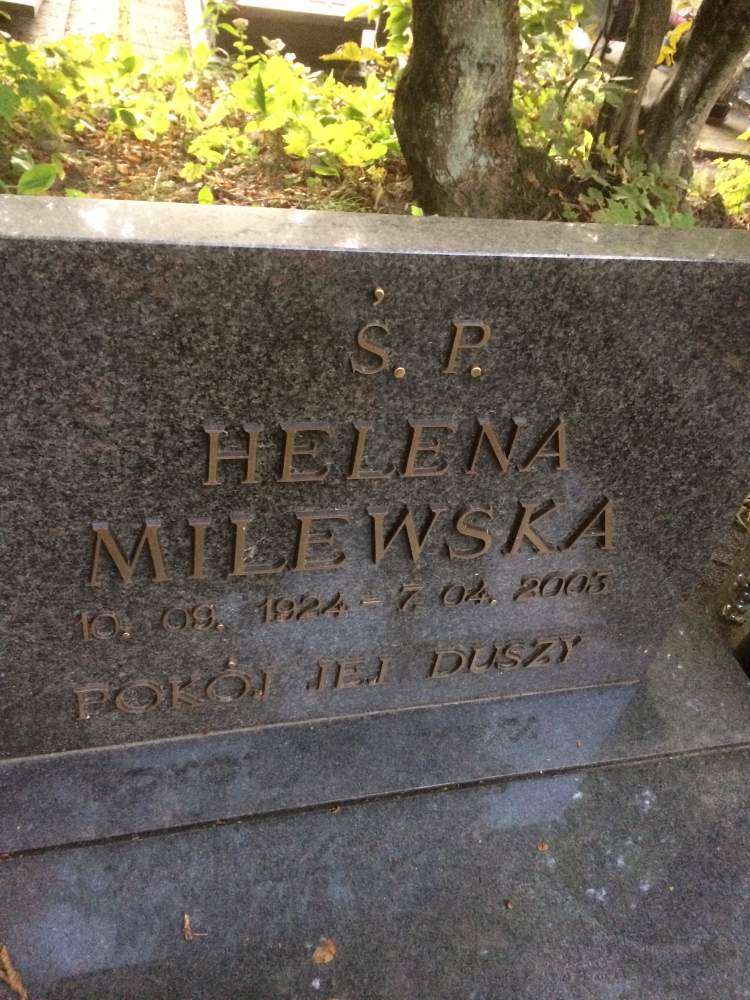 Ś. P.
HELENA
MILEWSKA
10. 09. 1924 - 7. 04. 2003
POKÓJ JEJ DUSZY